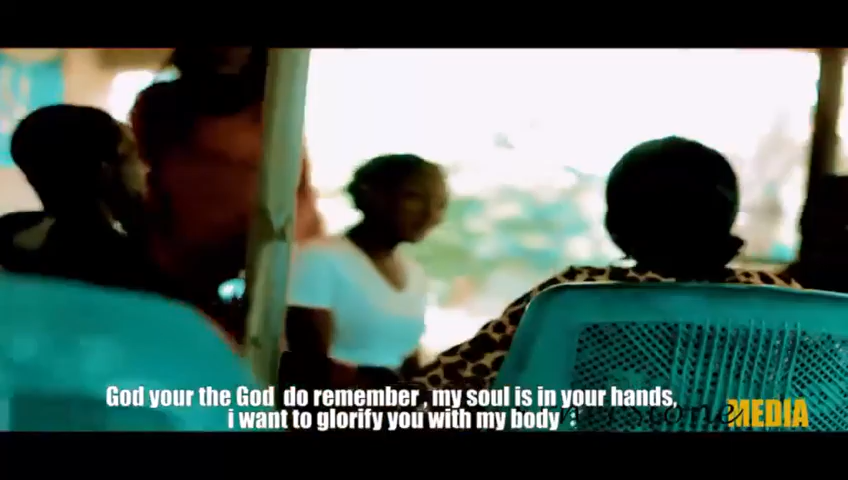 God your the God do remember , my soul is in your hands,
i want to glorify you with my body
MEDIA